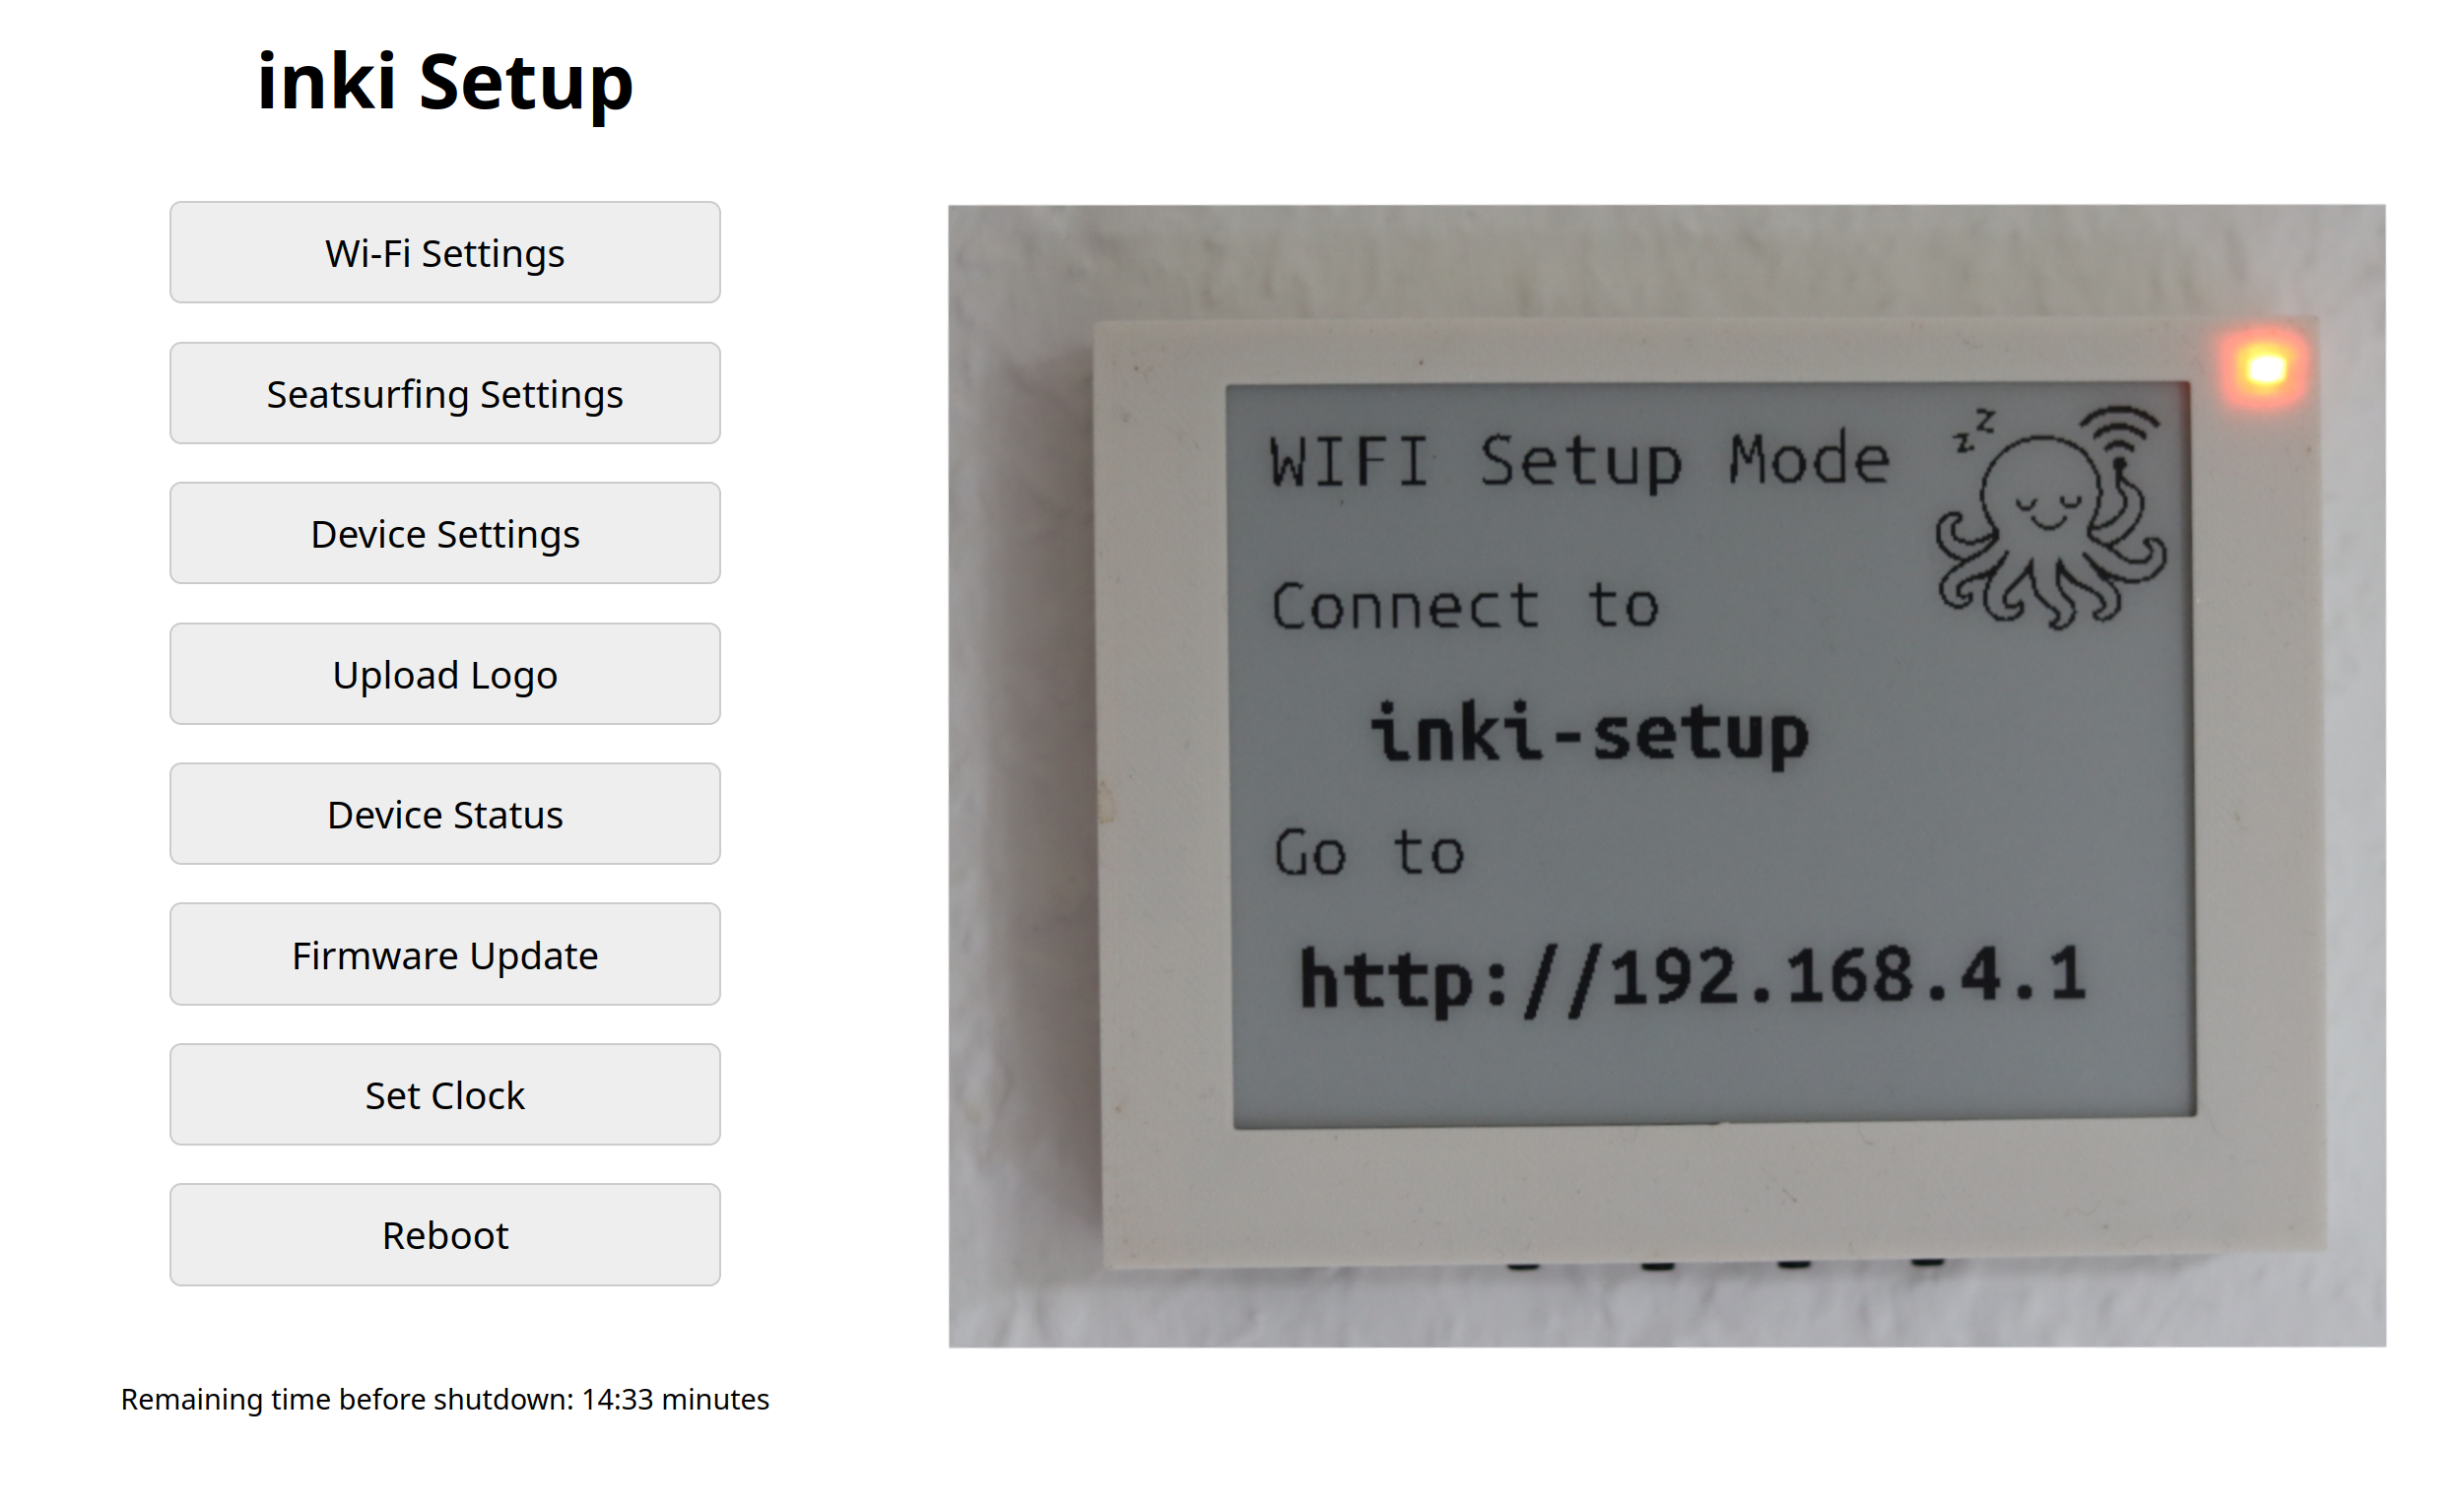 inki Setup
Wi-Fi Settings
Seatsurfing Settings
Device Settings
Upload Logo
Device Status
Firmware Update
Set Clock
Reboot
Remaining time before shutdown: 14:33 minutes
z z
WIFI Setup Mode
Connect to
inki-setup
Go to
http://192.168.4.1